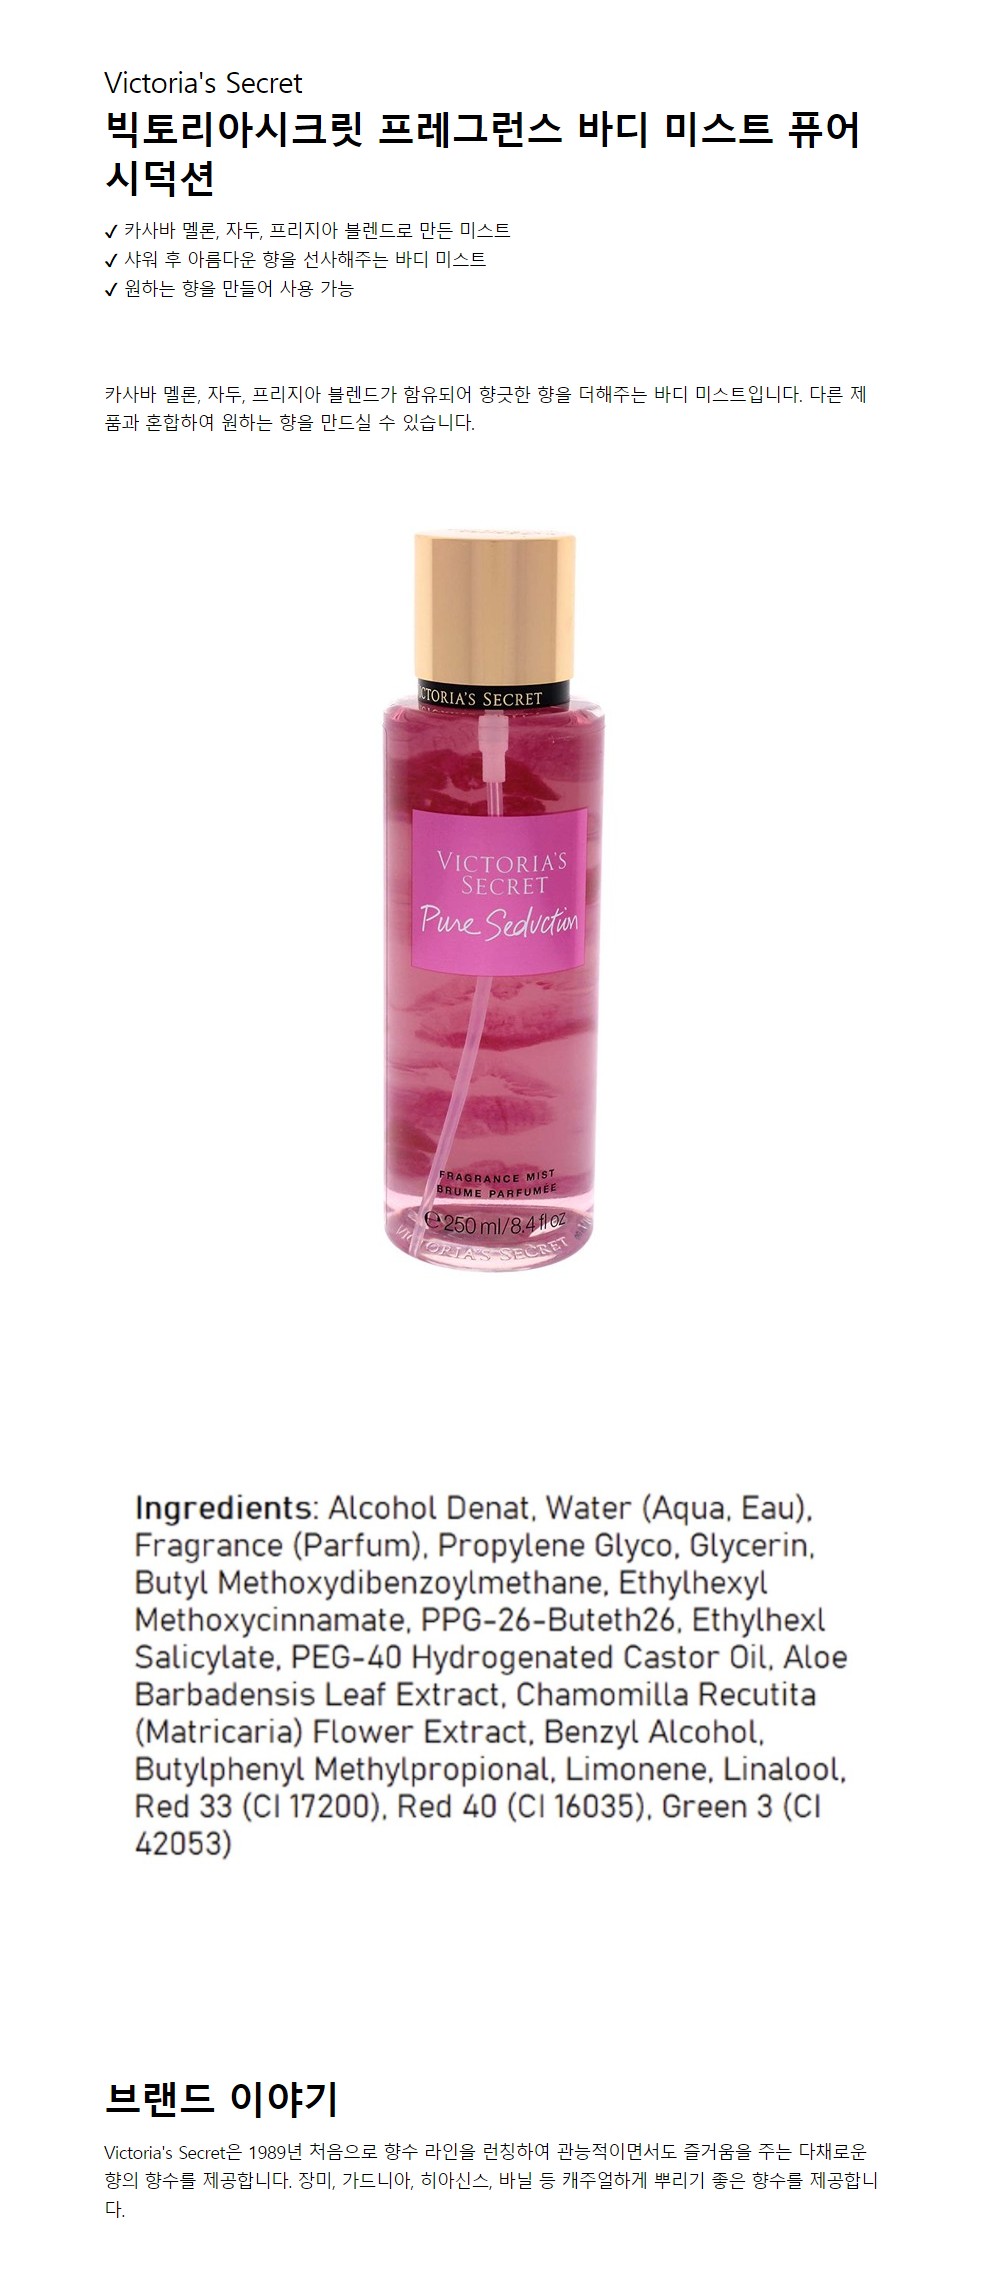 Victoria's Secret
빅토리아시크릿 프레그런스 바디 미스트 퓨어
시덕션
✓ 카사바 멜론, 자두, 프리지아 블렌드로 만든 미스트
✓ 샤워 후 아름다운 향을 선사해주는 바디 미스트
✓ 원하는 향을 만들어 사용 가능
카사바 멜론, 자두, 프리지아 블렌드가 함유되어 향긋한 향을 더해주는 바디 미스트입니다. 다른 제
품과 혼합하여 원하는 향을 만드실 수 있습니다.
CTORIA'S SECRET
VICTORIA'S
SECRET
Pure Seduction
FRAGRANCE MIST
BRUME PARFUMÉE
℮250 ml/8.4 fl oz
VICTORIA'S SECRET
Ingredients: Alcohol Denat, Water (Aqua, Eau),
Fragrance (Parfum), Propylene Glyco, Glycerin,
Butyl Methoxydibenzoylmethane, Ethylhexyl
Methoxycinnamate, PPG-26-Buteth26, Ethylhexl
Salicylate, PEG-40 Hydrogenated Castor Oil, Aloe
Barbadensis Leaf Extract, Chamomilla Recutita
(Matricaria) Flower Extract, Benzyl Alcohol,
Butylphenyl Methylpropional, Limonene, Linalool,
Red 33 (CI 17200), Red 40 (CI 16035), Green 3 (CI
42053)
브랜드 이야기
Victoria's Secret은 1989년 처음으로 향수 라인을 런칭하여 관능적이면서도 즐거움을 주는 다채로운
향의 향수를 제공합니다. 장미, 가드니아, 히아신스, 바닐 등 캐주얼하게 뿌리기 좋은 향수를 제공합니
다.